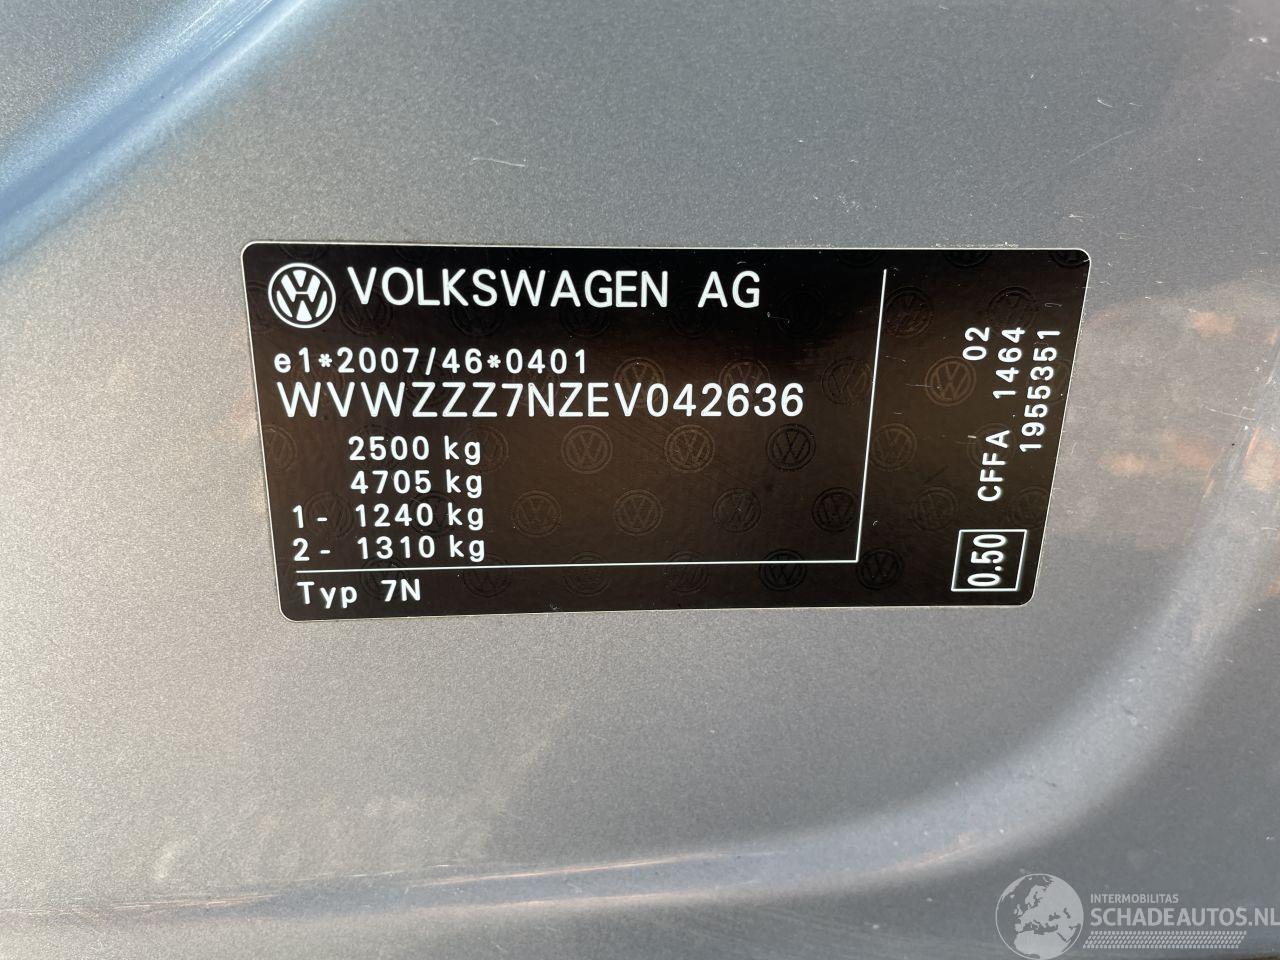 VOLKSWAGEN AG
e1*2007/46*0401
WVWZZZ7NZEV042636
2500 kg
4705 kg
1- 1240 kg
2- 1310 kg
Typ 7N
CFFA 1464
02
1955351
0.50
INTERMOBILITAS
SCHADEAUTOS.NL